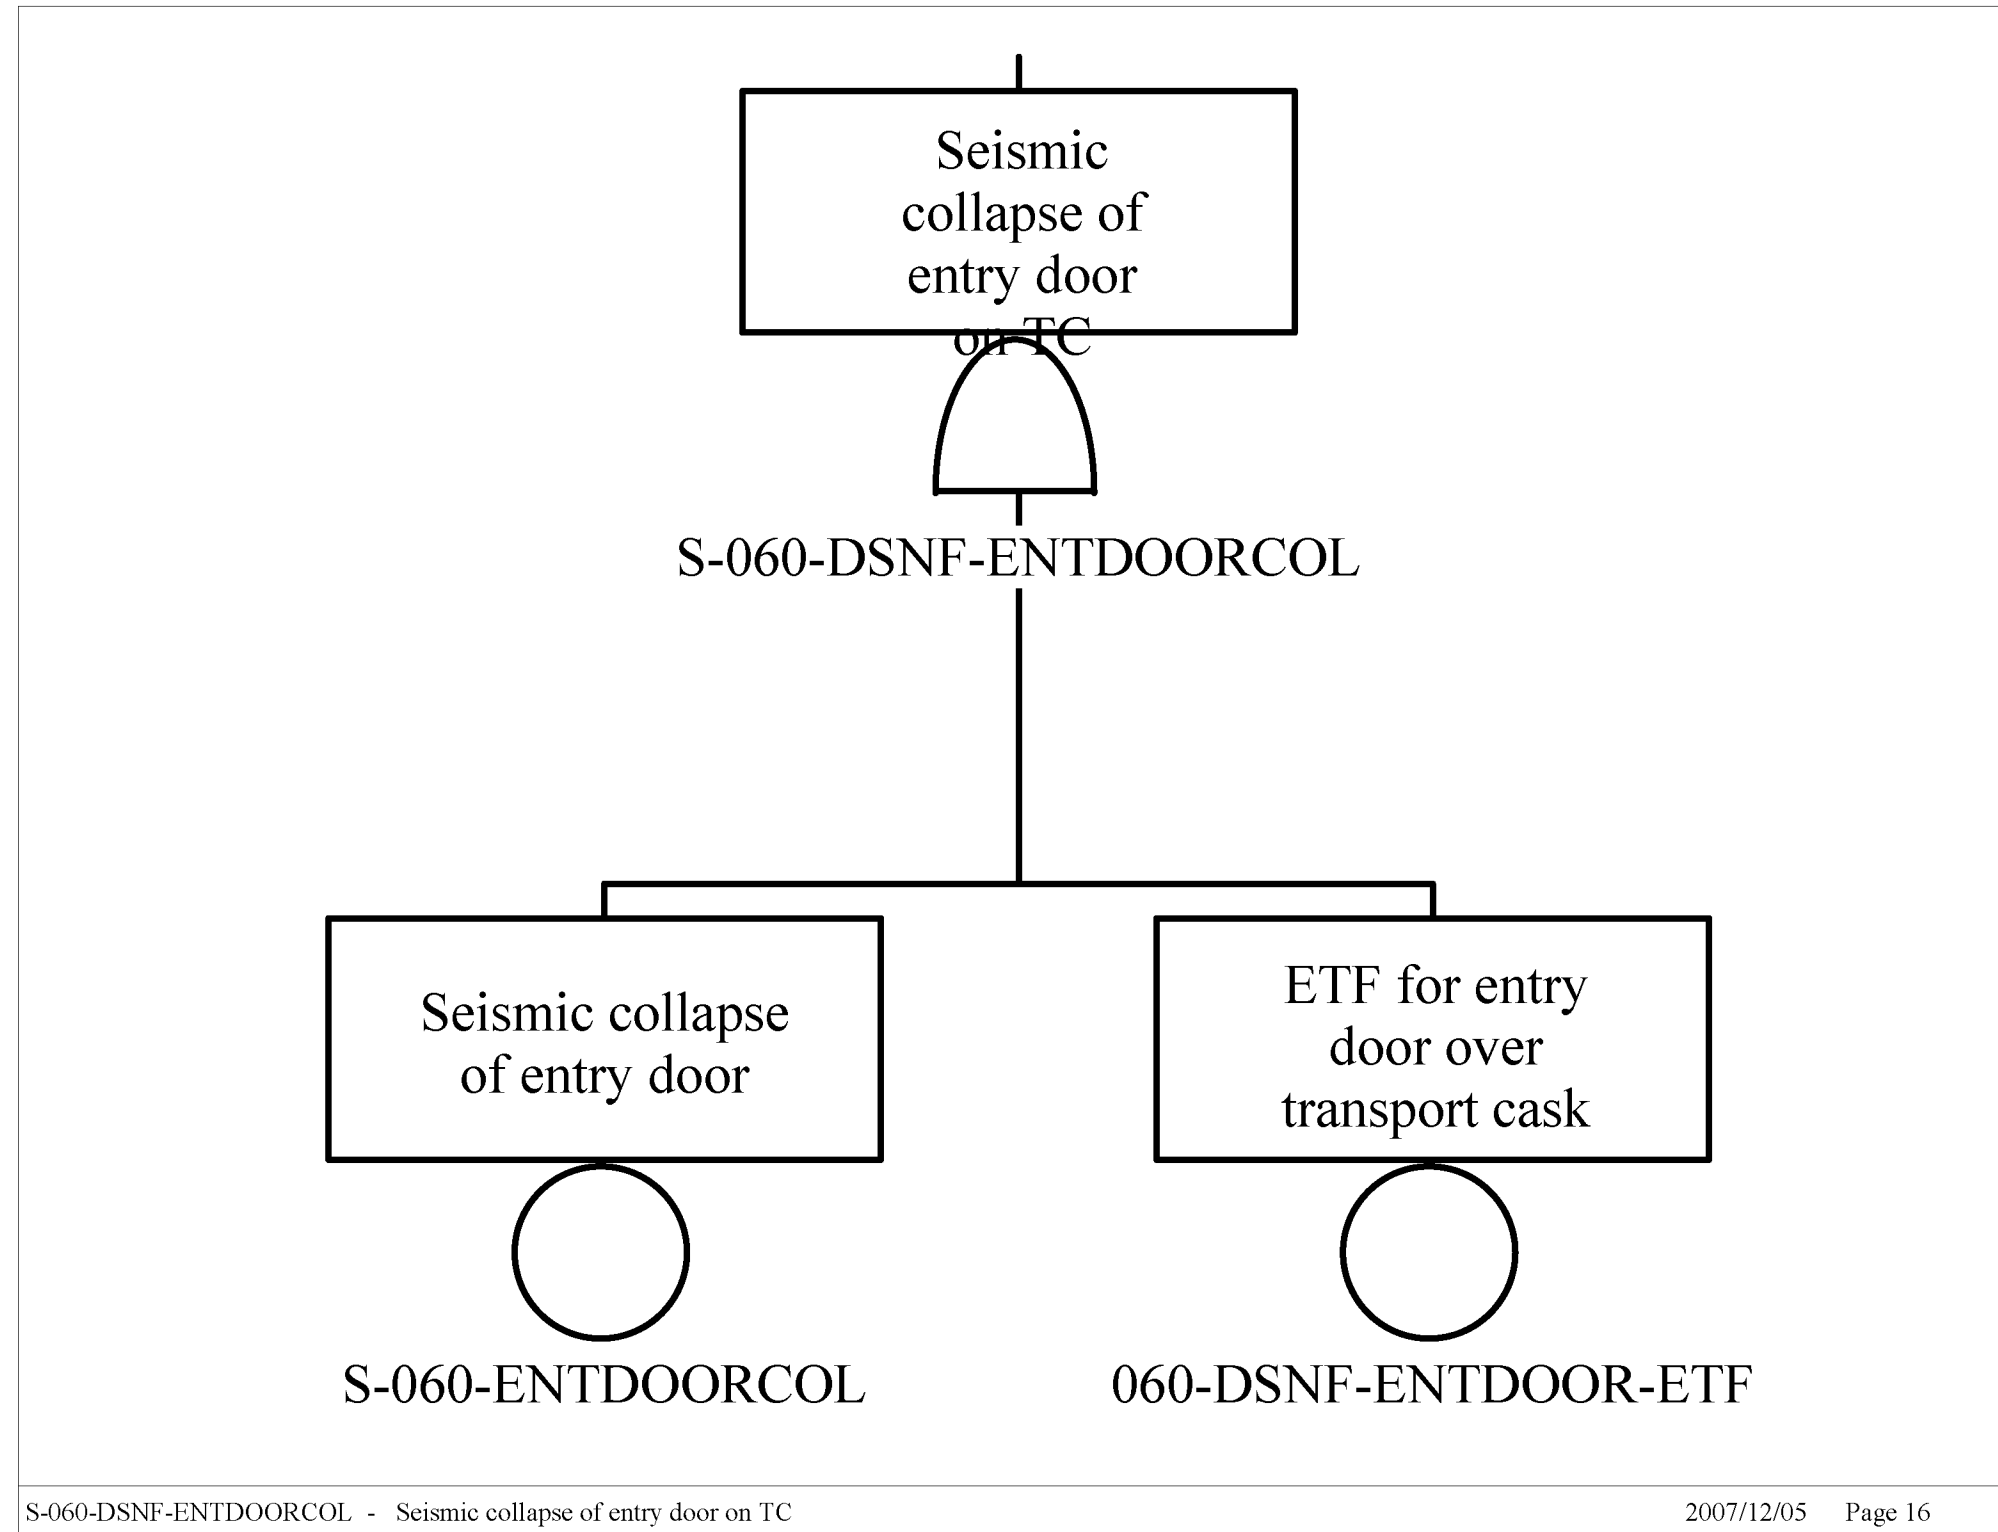 Seismic
collapse of
entry door
on TC
S-060-DSNF-ENTDOORCOL
Seismic collapse
of entry door
ETF for entry
door over
transport cask
S-060-ENTDOORCOL
060-DSNF-ENTDOOR-ETF
S-060-DSNF-ENTDOORCOL - Seismic collapse of entry door on TC
2007/12/05 Page 16